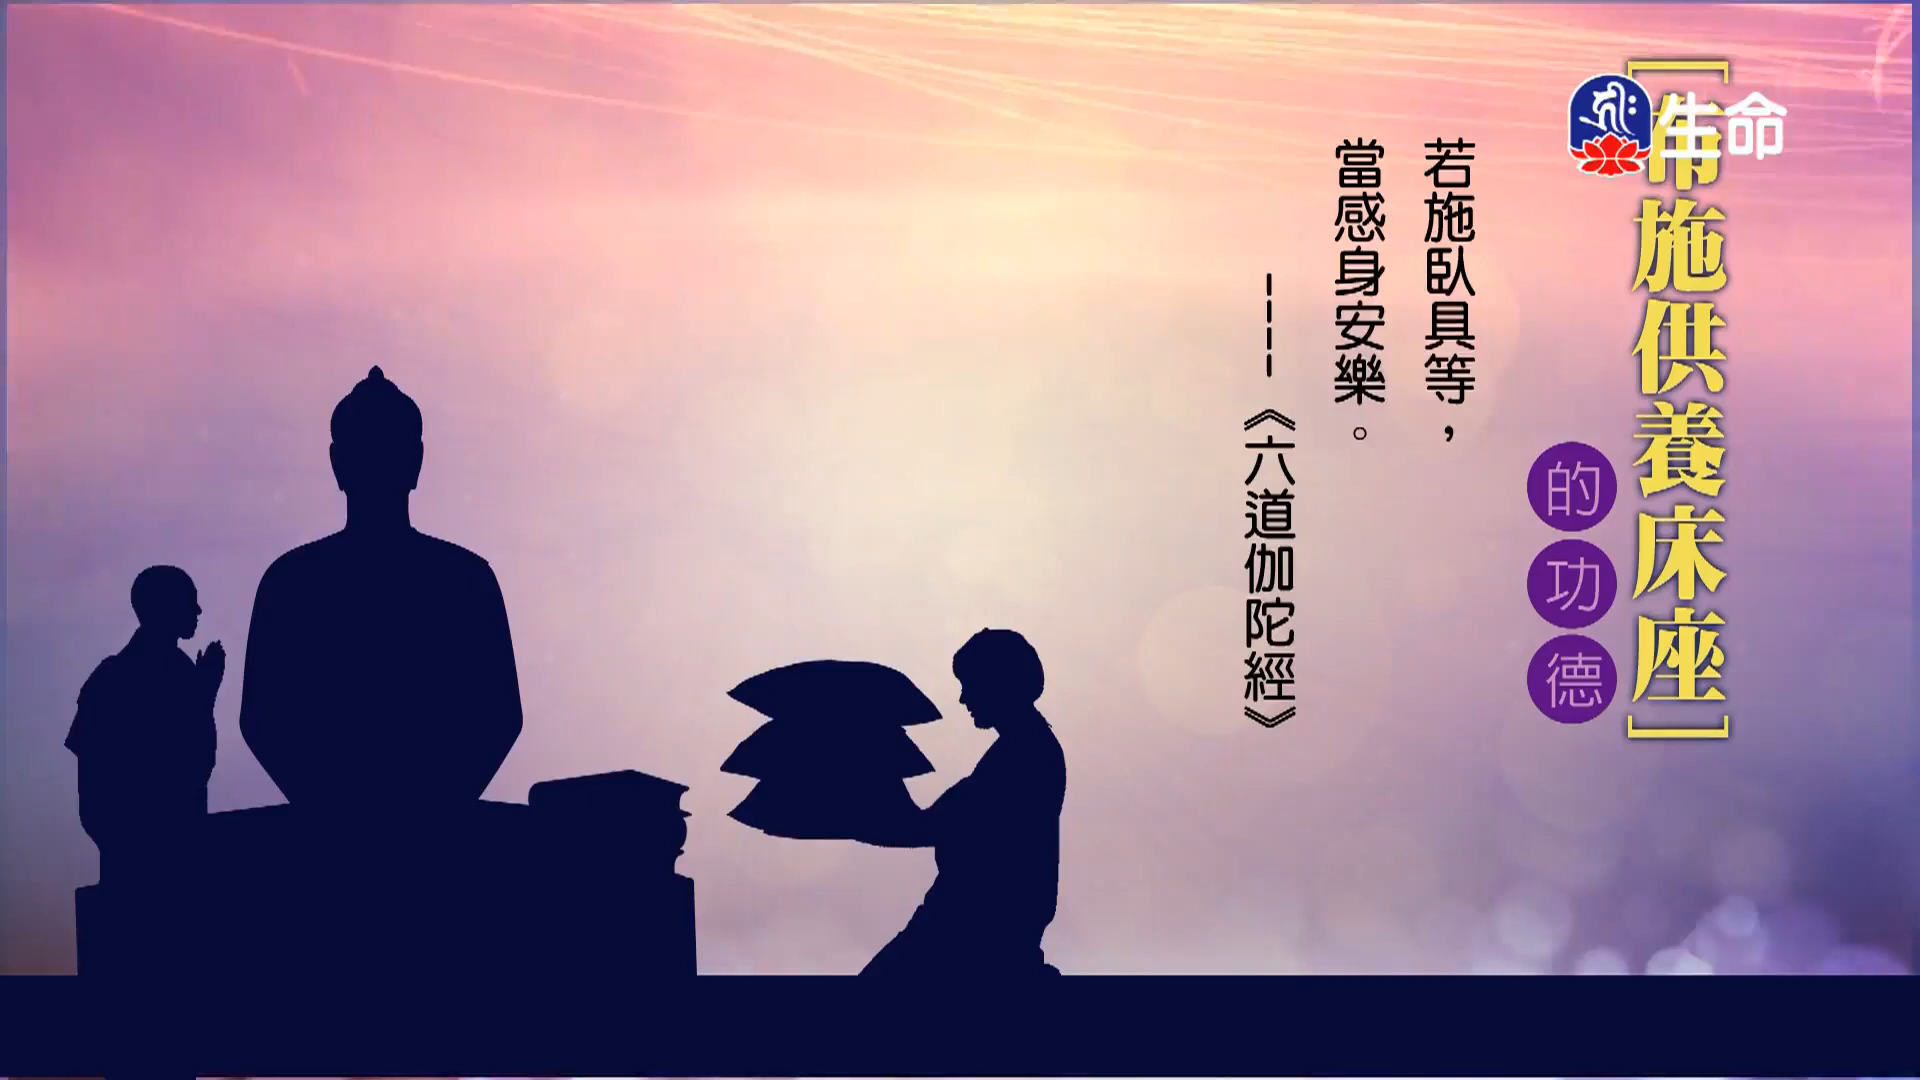 [布施供養床座]
的功德
若施臥具等，
當感身安樂。
----《六道伽陀經》
生命